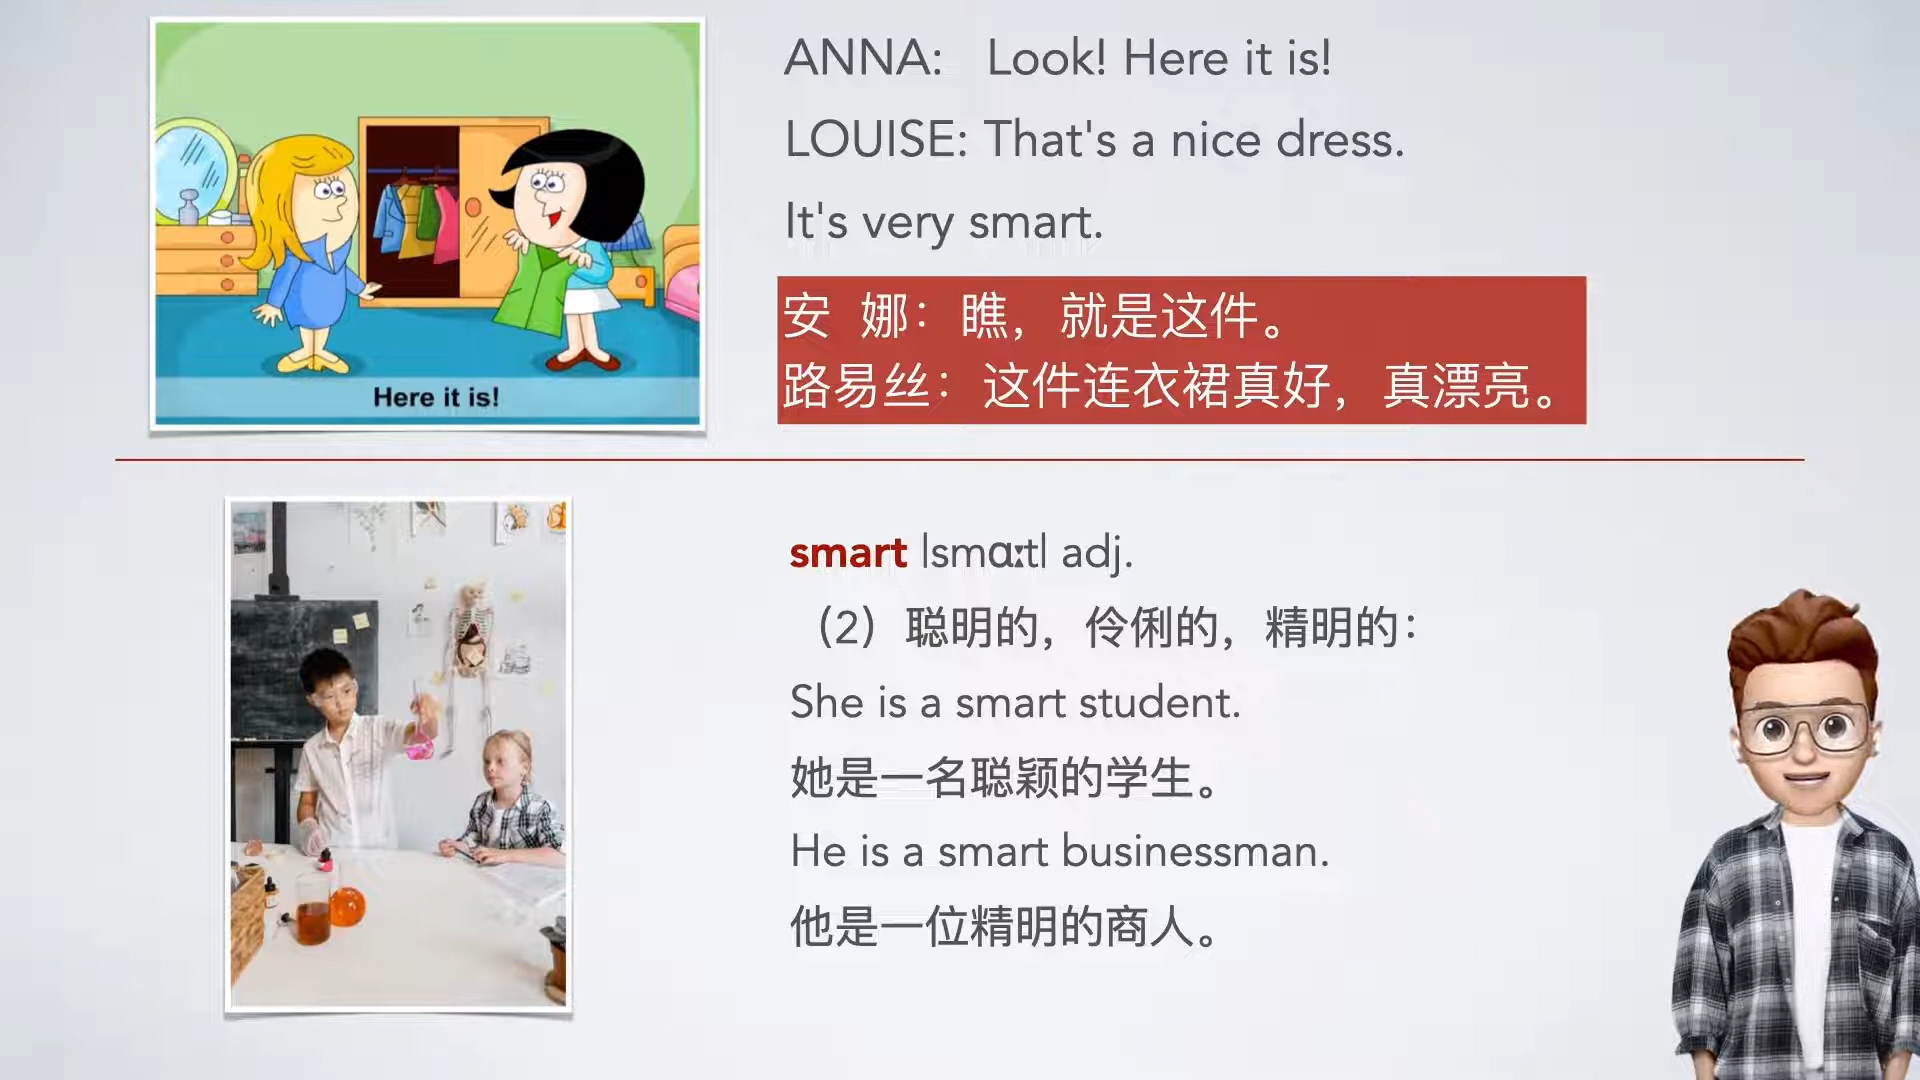 Here it is!
ANNA: Look! Here it is!
LOUISE: That's a nice dress.
It's very smart.
安 娜：瞧，就是这件。
路易丝：这件连衣裙真好，真漂亮。
smart |smɑːt| adj.
（2）聪明的，伶俐的，精明的：
She is a smart student.
她是一名聪颖的学生。
He is a smart businessman.
他是一位精明的商人。